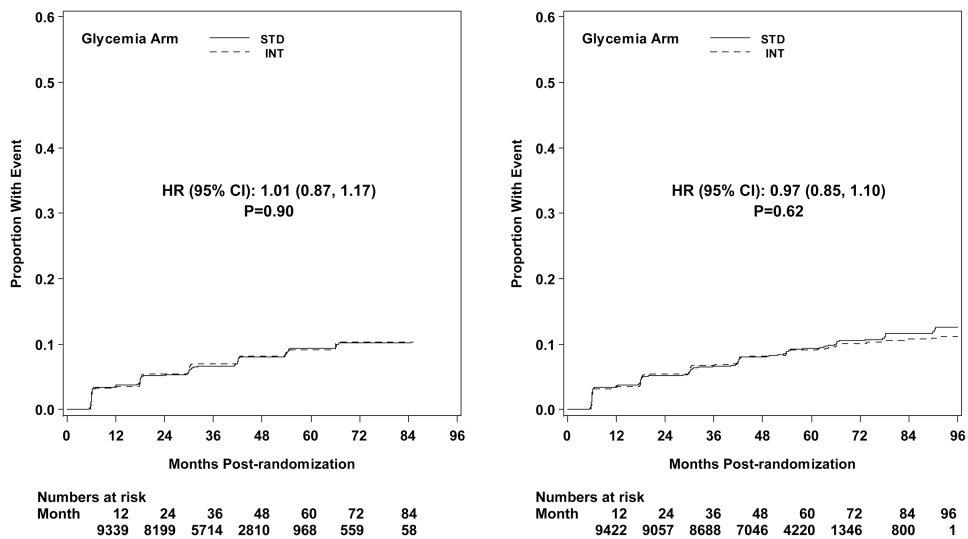 0.6
Glycemia Arm STD
INT
0.5
0.4
HR (95% CI): 1.01 (0.87, 1.17)
P=0.90
0.3
0.2
0.1
0.0
Proportion With Event
0 12 24 36 48 60 72 84 96
Months Post-randomization
Numbers at risk
Month 12 24 36 48 60 72 84
9339 8199 5714 2810 968 559 58
0.6
Glycemia Arm STD
INT
0.5
0.4
HR (95% CI): 0.97 (0.85, 1.10)
P=0.62
0.3
0.2
0.1
0.0
Proportion With Event
0 12 24 36 48 60 72 84 96
Months Post-randomization
Numbers at risk
Month 12 24 36 48 60 72 84 96
9422 9057 8688 7046 4220 1346 800 1